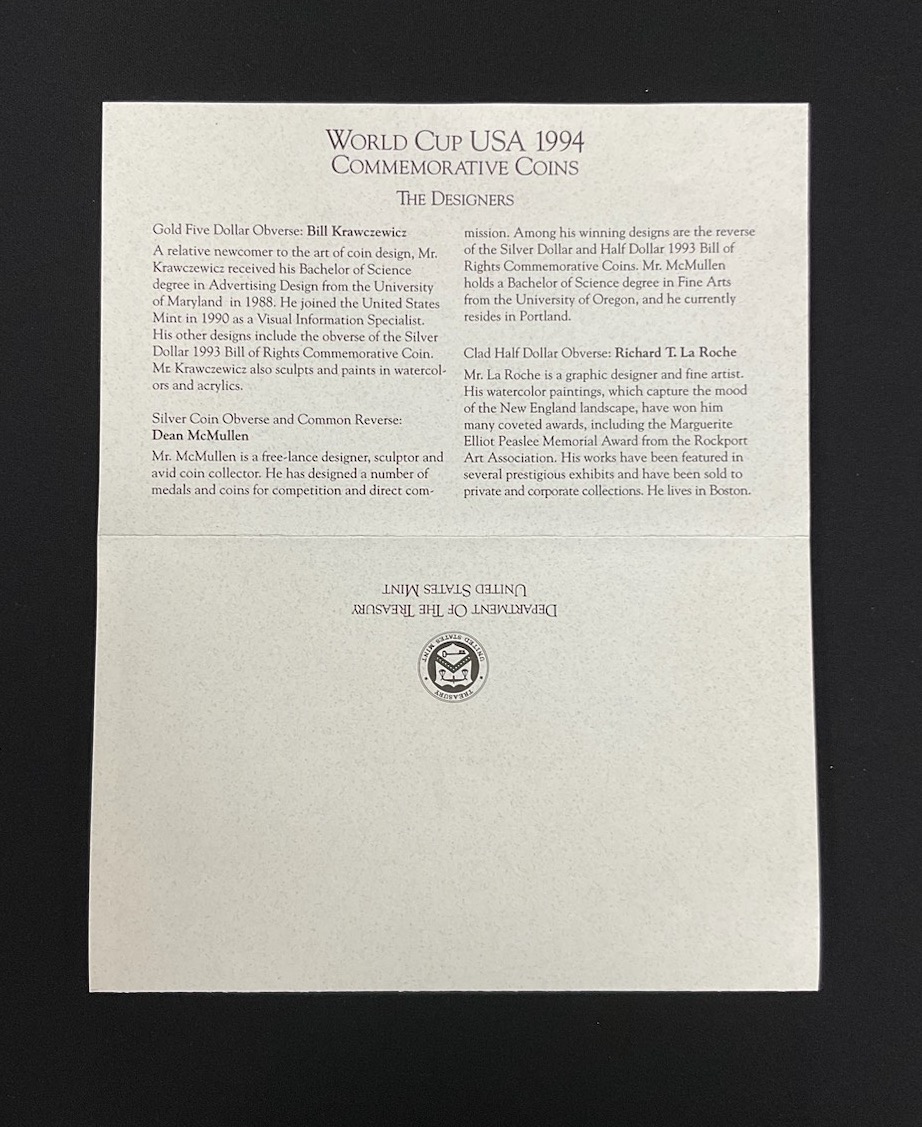 WORLD CUP USA 1994
COMMEMORATIVE COINS
THE DESIGNERS
Gold Five Dollar Obverse: Bill Krawczewicz
A relative newcomer to the art of coin design, Mr.
Krawczewicz received his Bachelor of Science
degree in Advertising Design from the University
of Maryland in 1988. He joined the United States
Mint in 1990 as a Visual Information Specialist.
His other designs include the obverse of the Silver
Dollar 1993 Bill of Rights Commemorative Coin.
Mr. Krawczewicz also sculpts and paints in watercol-
ors and acrylics.
Silver Coin Obverse and Common Reverse:
Dean McMullen
Mr. McMullen is a free-lance designer, sculptor and
avid coin collector. He has designed a number of
medals and coins for competition and direct com-
mission. Among his winning designs are the reverse
of the Silver Dollar and Half Dollar 1993 Bill of
Rights Commemorative Coins. Mr. McMullen
holds a Bachelor of Science degree in Fine Arts
from the University of Oregon, and he currently
resides in Portland.
Clad Half Dollar Obverse: Richard T. La Roche
Mr. La Roche is a graphic designer and fine artist.
His watercolor paintings, which capture the mood
of the New England landscape, have won him
many coveted awards, including the Marguerite
Elliot Peaslee Memorial Award from the Rockport
Art Association. His works have been featured in
several prestigious exhibits and have been sold to
private and corporate collections. He lives in Boston.
TREASURY
UNITED STATES MINT
DEPARTMENT OF THE TREASURY
UNITED STATES MINT